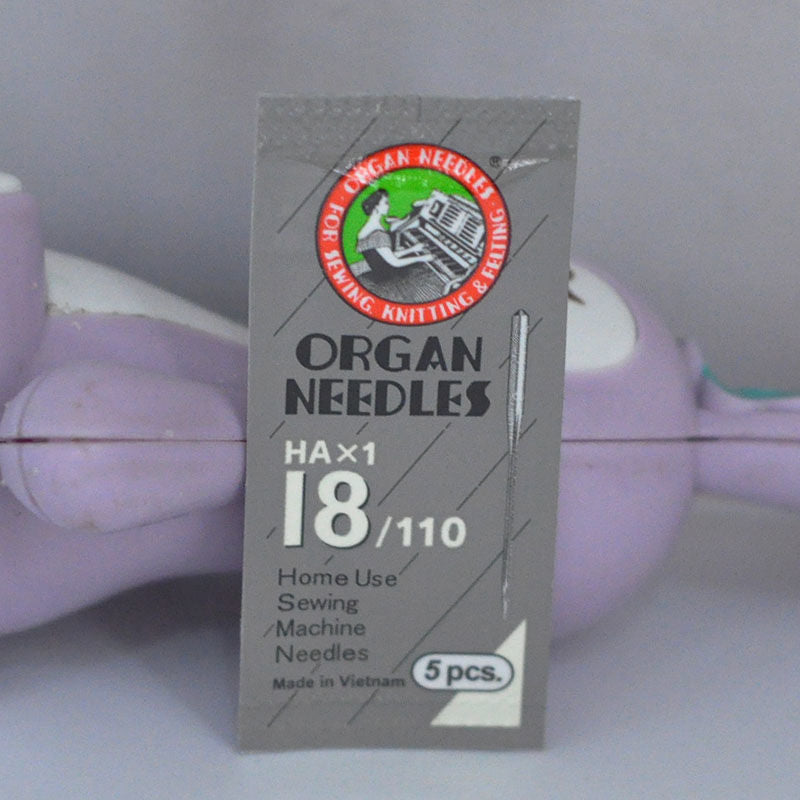 ORGAN NEEDLES
FOR SEWING, KNITTING & FELTING
®
ORGAN
NEEDLES
HA×1
18/110
Home Use
Sewing
Machine
Needles
Made in Vietnam
5 pcs.